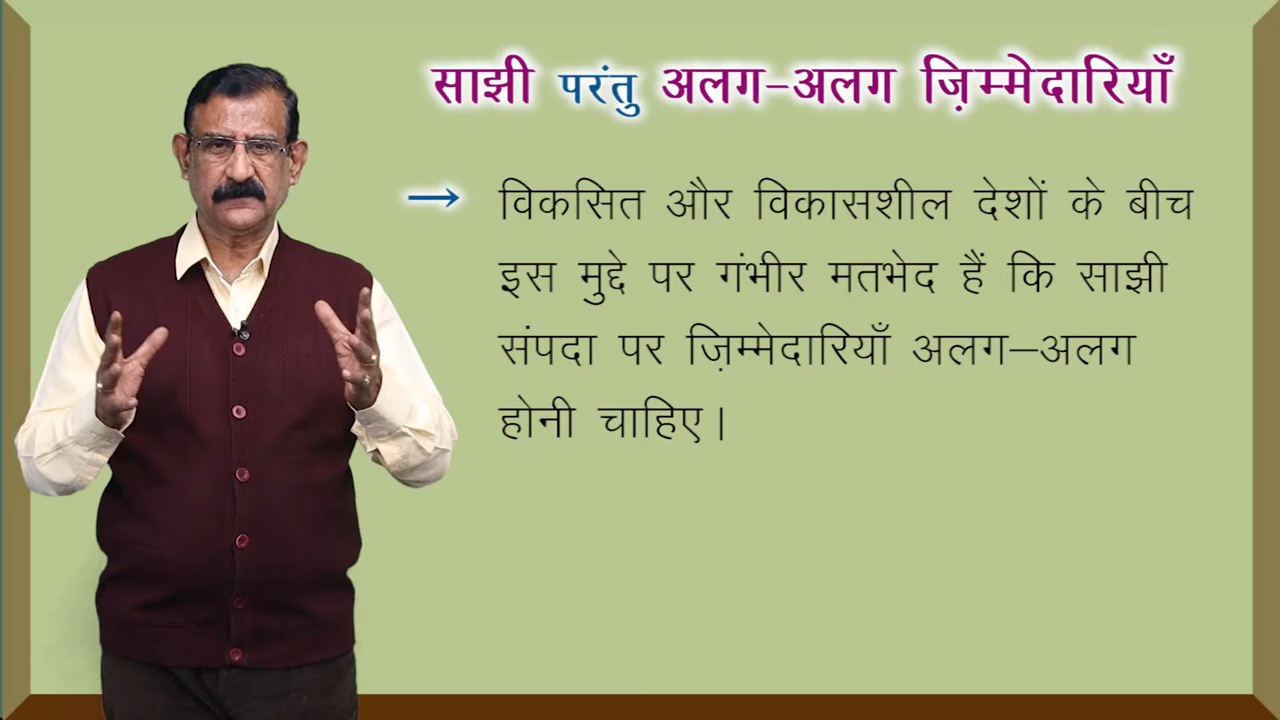 साझी परंतु अलग-अलग ज़िम्मेदारियाँ
→ विकसित और विकासशील देशों के बीच
इस मुद्दे पर गंभीर मतभेद हैं कि साझी
संपदा पर ज़िम्मेदारियाँ अलग–अलग
होनी चाहिए।